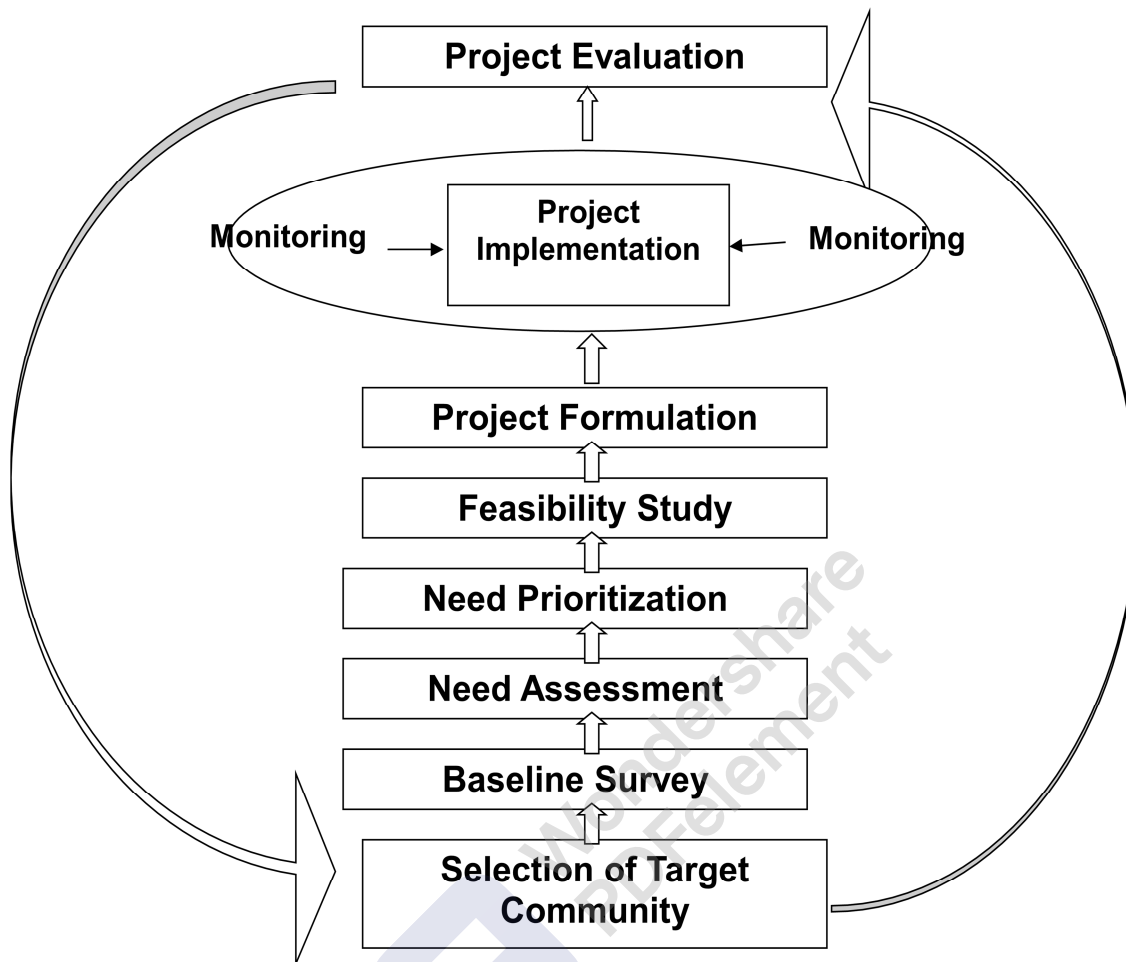 Project Evaluation
Project
Implementation
Monitoring
Monitoring
Project Formulation
Feasibility Study
Need Prioritization
Need Assessment
Baseline Survey
Selection of Target
Community
Wondershare
PDFelement